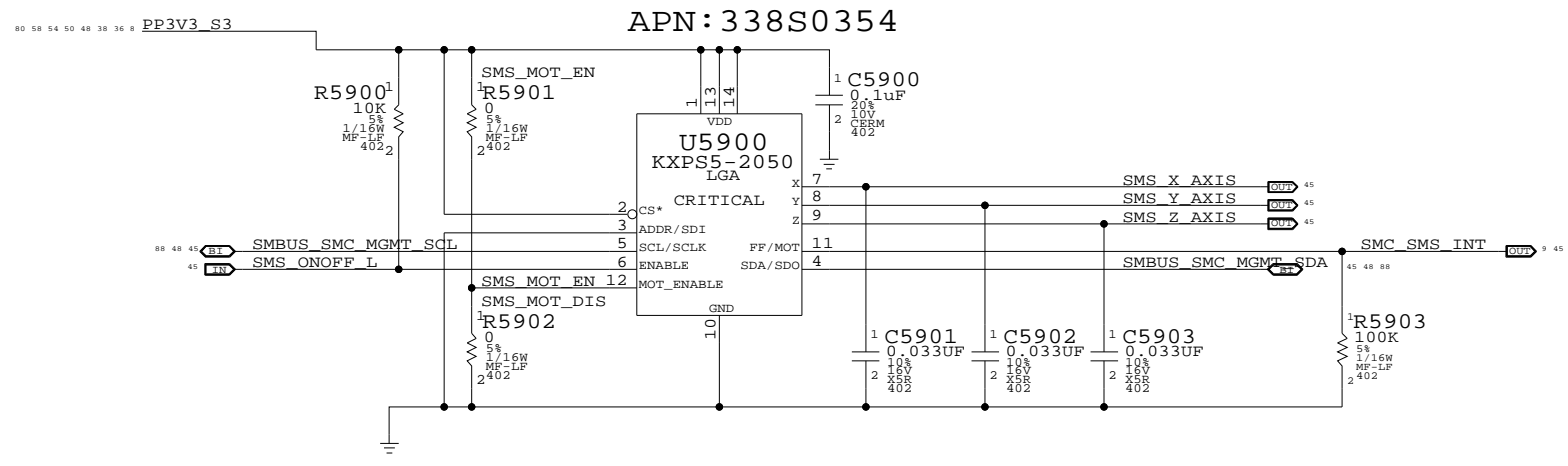 APN:338S0354
80 58 54 50 48 38 36 8 PP3V3_S3
SMS_MOT_EN
R5900
1
10K
5%
1/16W
MF-LF
402
2
1
R5901
0
5%
1/16W
MF-LF
402
2
1 13 14
VDD
U5900
KXPS5-2050
LGA
CRITICAL
1 C5900
0.1uF
20%
10V
CERM
402
2
2 CS*
3 ADDR/SDI
5 SCL/SCLK
6 ENABLE
12 MOT_ENABLE
X 7
Y 8
Z 9
FF/MOT 11
SDA/SDO 4
GND
10
SMS_X_AXIS OUT 45
SMS_Y_AXIS OUT 45
SMS_Z_AXIS OUT 45
88 48 45 BI SMBUS_SMC_MGMT_SCL
45 IN SMS_ONOFF_L
SMC_SMS_INT OUT 9 45
SMBUS_SMC_MGMT_SDA BI 45 48 88
SMS_MOT_EN
SMS_MOT_DIS
1
R5902
0
5%
1/16W
MF-LF
402
2
1 C5901
0.033UF
10%
16V
X5R
402
2
1 C5902
0.033UF
10%
16V
X5R
402
2
1 C5903
0.033UF
10%
16V
X5R
402
2
1
R5903
100K
5%
1/16W
MF-LF
402
2